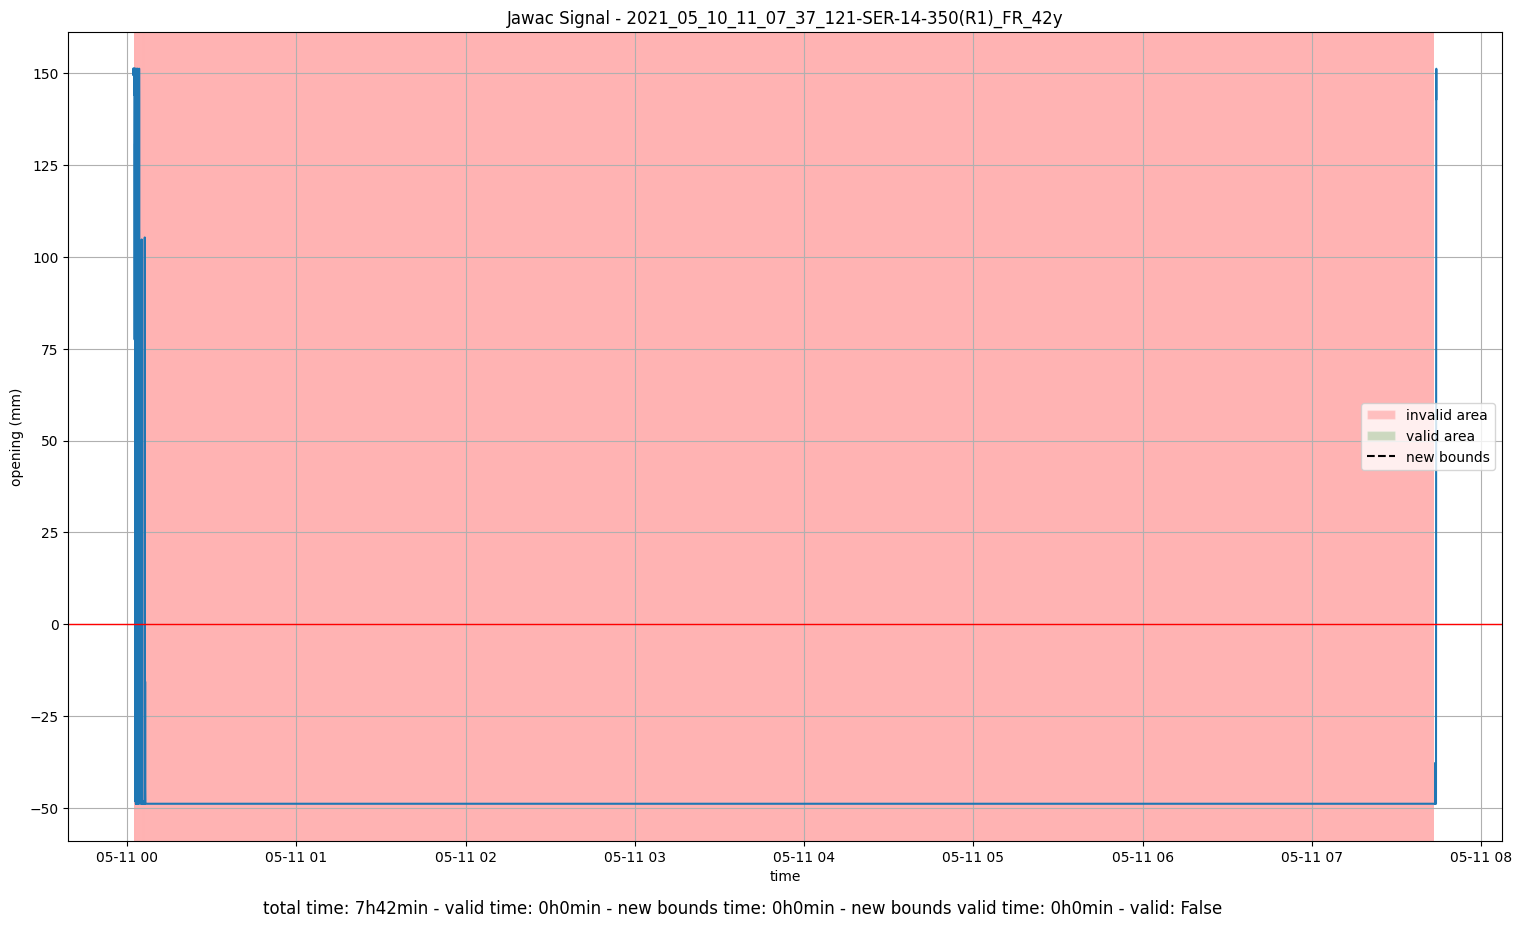 Jawac Signal - 2021_05_10_11_07_37_121-SER-14-350(R1)_FR_42y
150
125
100
75
50
25
0
−25
−50
opening (mm)
invalid area
valid area
new bounds
05-11 00
05-11 01
05-11 02
05-11 03
05-11 04
05-11 05
05-11 06
05-11 07
05-11 08
time
total time: 7h42min - valid time: 0h0min - new bounds time: 0h0min - new bounds valid time: 0h0min - valid: False